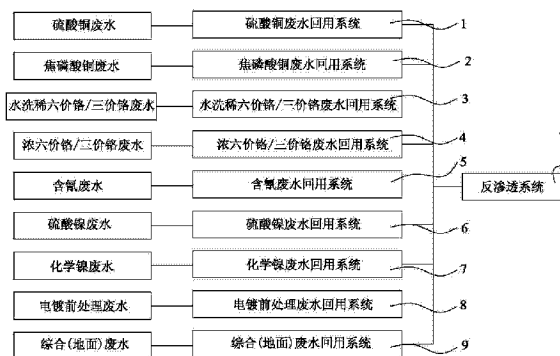 硫酸铜废水 硫酸铜废水回用系统 1
焦磷酸铜废水 焦磷酸铜废水回用系统 2
水洗稀六价铬/三价铬废水 水洗稀六价铬/三价铬废水回用系统 3
浓六价铬/三价铬废水 浓六价铬/三价铬废水回用系统 4
含氰废水 含氰废水回用系统 5
反渗透系统
硫酸镍废水 硫酸镍废水回用系统 6
化学镍废水 化学镍废水回用系统 7
电镀前处理废水 电镀前处理废水回用系统 8
综合(地面)废水 综合(地面)废水回用系统 9